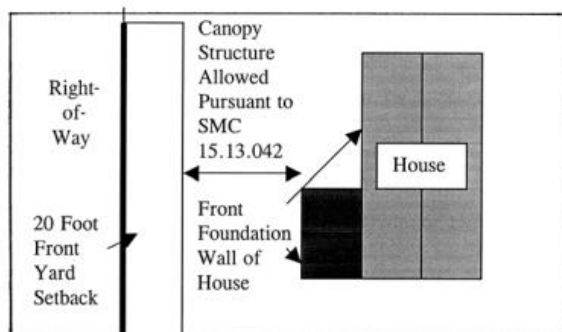 Right-
of-
Way
20 Foot
Front
Yard
Setback
Canopy
Structure
Allowed
Pursuant to
SMC
15.13.042
Front
Foundation
Wall of
House
House